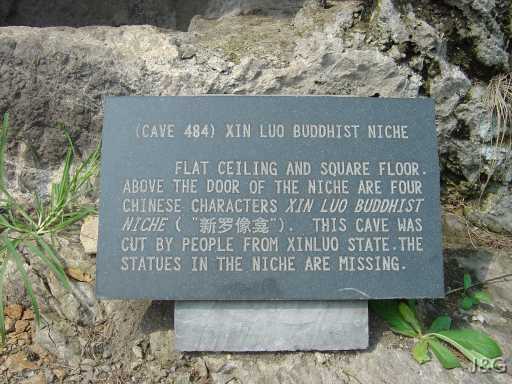 (CAVE 484) XIN LUO BUDDHIST NICHE
FLAT CEILING AND SQUARE FLOOR.
ABOVE THE DOOR OF THE NICHE ARE FOUR
CHINESE CHARACTERS XIN LUO BUDDHIST
NICHE ( "新罗像龛"). THIS CAVE WAS
CUT BY PEOPLE FROM XINLUO STATE.THE
STATUES IN THE NICHE ARE MISSING.
J&G
J&G